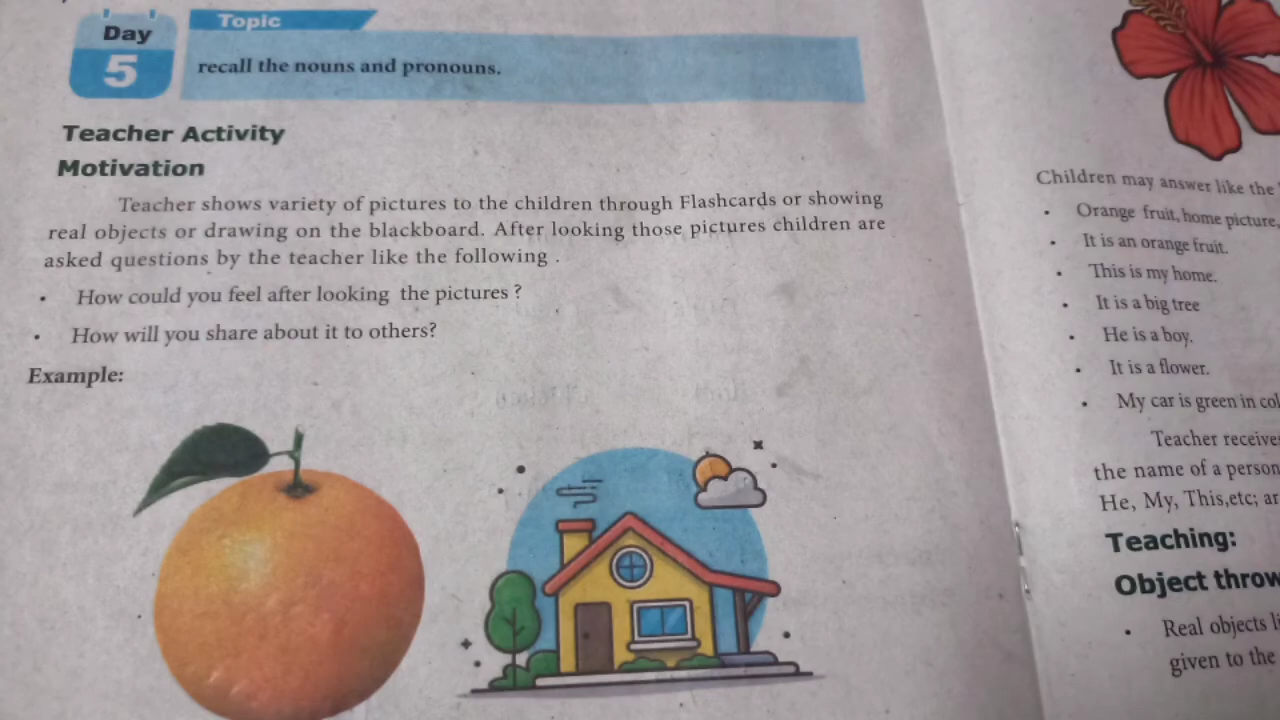 Day
5
Topic
recall the nouns and pronouns.
Teacher Activity
Motivation
Teacher shows variety of pictures to the children through Flashcards or showing
real objects or drawing on the blackboard. After looking those pictures children are
asked questions by the teacher like the following .
• How could you feel after looking the pictures ?
• How will you share about it to others?
Example:
Children may answer like the
• Orange fruit, home picture,
• It is an orange fruit.
• This is my home.
• It is a big tree
• He is a boy.
• It is a flower.
• My car is green in
Teacher
the name of a person
He, My, This,etc;
Teaching:
Object
• Real objects
given to the